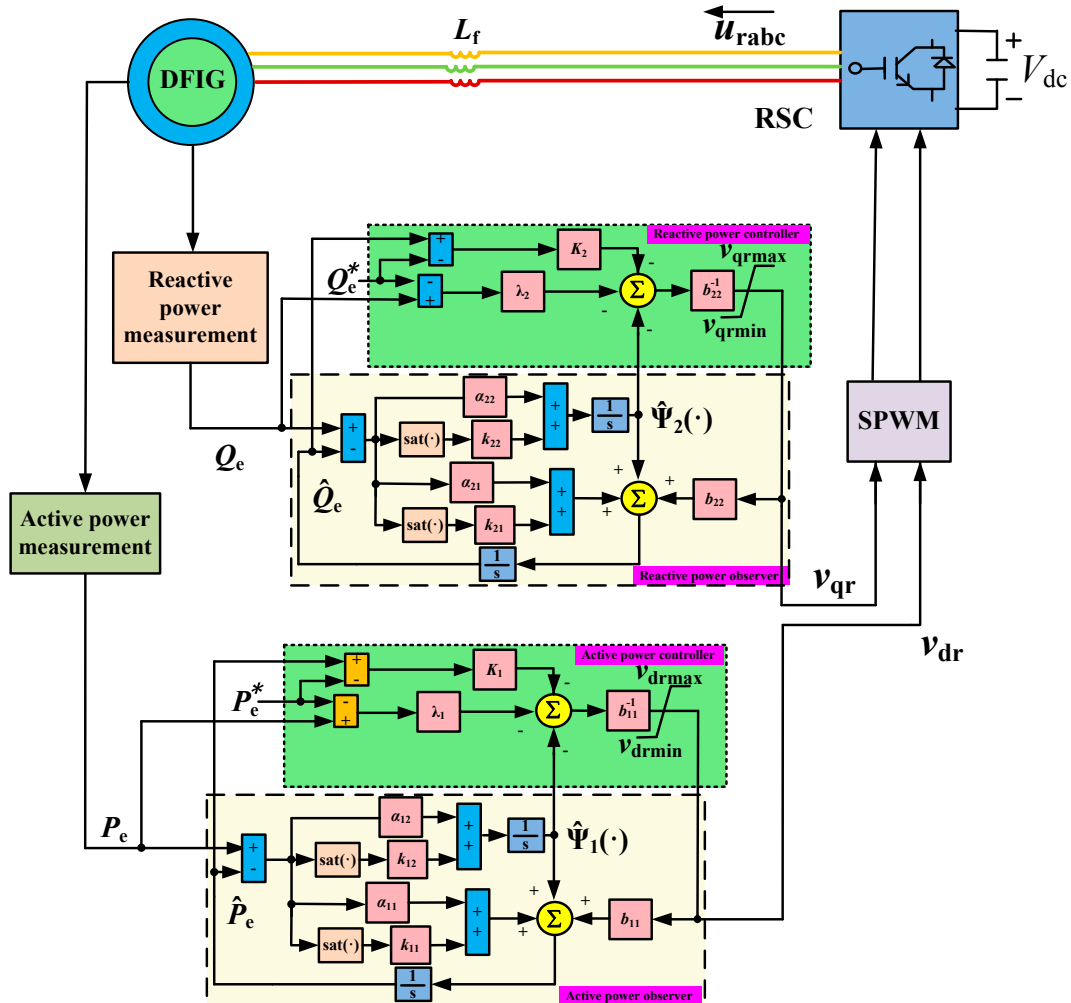 DFIG
L_f
u_rabc
RSC
+
V_dc
−
Reactive power measurement
Reactive power controller
+
-
K_2
-
v_qrmax
Q_e^*
-
+
λ_2
-
Σ
b_22^-1
v_qrmin
-
Reactive power observer
Q_e
+
-
α_22
+
+
1/s
Ψ̂_2(·)
sat(·)
k_22
Q̂_e
α_21
+
+
+
Σ
+
+
b_22
sat(·)
k_21
1/s
SPWM
v_qr
v_dr
Active power measurement
Active power controller
+
-
K_1
-
v_drmax
P_e^*
-
+
λ_1
-
Σ
b_11^-1
v_drmin
-
P_e
+
-
α_12
+
+
1/s
Ψ̂_1(·)
sat(·)
k_12
P̂_e
α_11
+
+
+
Σ
+
+
b_11
sat(·)
k_11
1/s
Active power observer